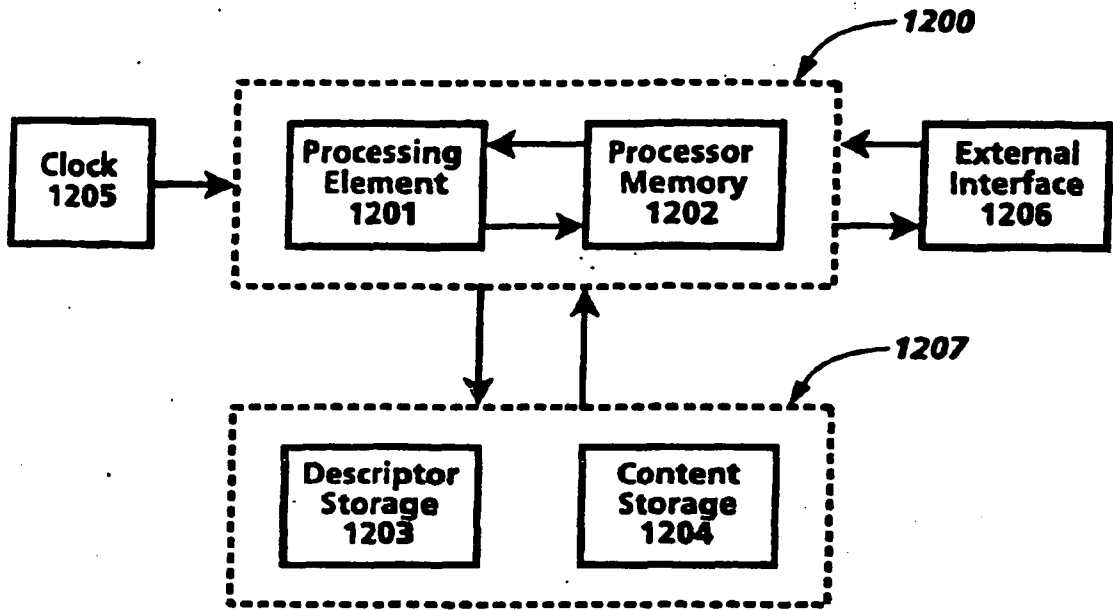 1200
Clock
1205
Processing
Element
1201
Processor
Memory
1202
External
Interface
1206
1207
Descriptor
Storage
1203
Content
Storage
1204